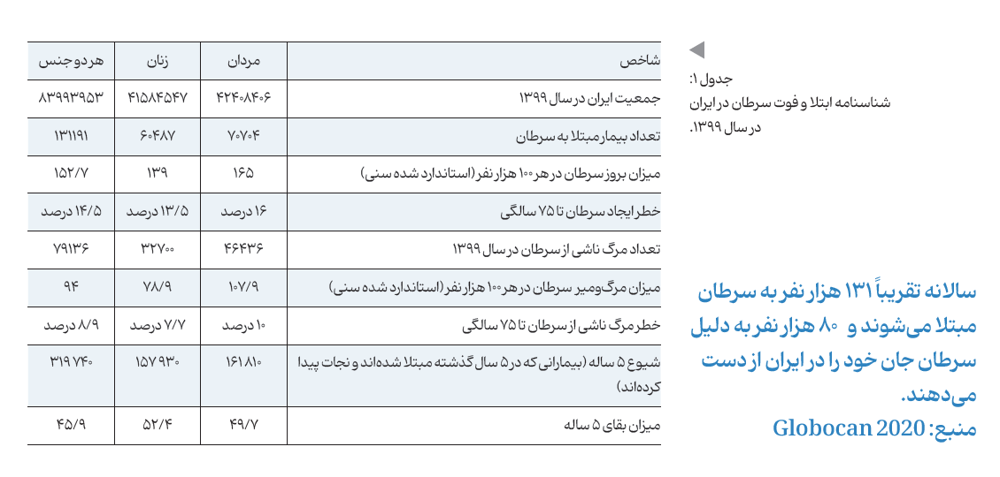 جدول ۱:
شناسنامه ابتلا و فوت سرطان در ایران
در سال ۱۳۹۹.
شاخص	مردان	زنان	هر دو جنس
جمعیت ایران در سال ۱۳۹۹	۴۲۴۰۸۴۰۶	۴۱۵۸۴۵۴۷	۸۳۹۹۳۹۵۳
تعداد بیمار مبتلا به سرطان	۷۰۷۰۴	۶۰۴۸۷	۱۳۱۱۹۱
میزان بروز سرطان در هر ۱۰۰ هزار نفر (استاندارد شده سنی)	۱۶۵	۱۳۹	۱۵۲/۷
خطر ایجاد سرطان تا ۷۵ سالگی	۱۶ درصد	۱۳/۵ درصد	۱۴/۵ درصد
تعداد مرگ ناشی از سرطان در سال ۱۳۹۹	۴۶۴۳۶	۳۲۷۰۰	۷۹۱۳۶
میزان مرگ‌ومیر سرطان در هر ۱۰۰ هزار نفر (استاندارد شده سنی)	۱۰۷/۹	۷۸/۹	۹۴
خطر مرگ ناشی از سرطان تا ۷۵ سالگی	۱۰ درصد	۷/۷ درصد	۸/۹ درصد
شیوع ۵ ساله (بیمارانی که در ۵ سال گذشته مبتلا شده‌اند و نجات پیدا	۱۶۱۸۱۰	۱۵۷۹۳۰	۳۱۹۷۴۰
کرده‌اند)
میزان بقای ۵ ساله	۴۹/۷	۵۲/۴	۴۵/۹
سالانه تقریباً ۱۳۱ هزار نفر به سرطان
مبتلا می‌شوند و ۸۰ هزار نفر به دلیل
سرطان جان خود را در ایران از دست
می‌دهند.
منبع: Globocan 2020